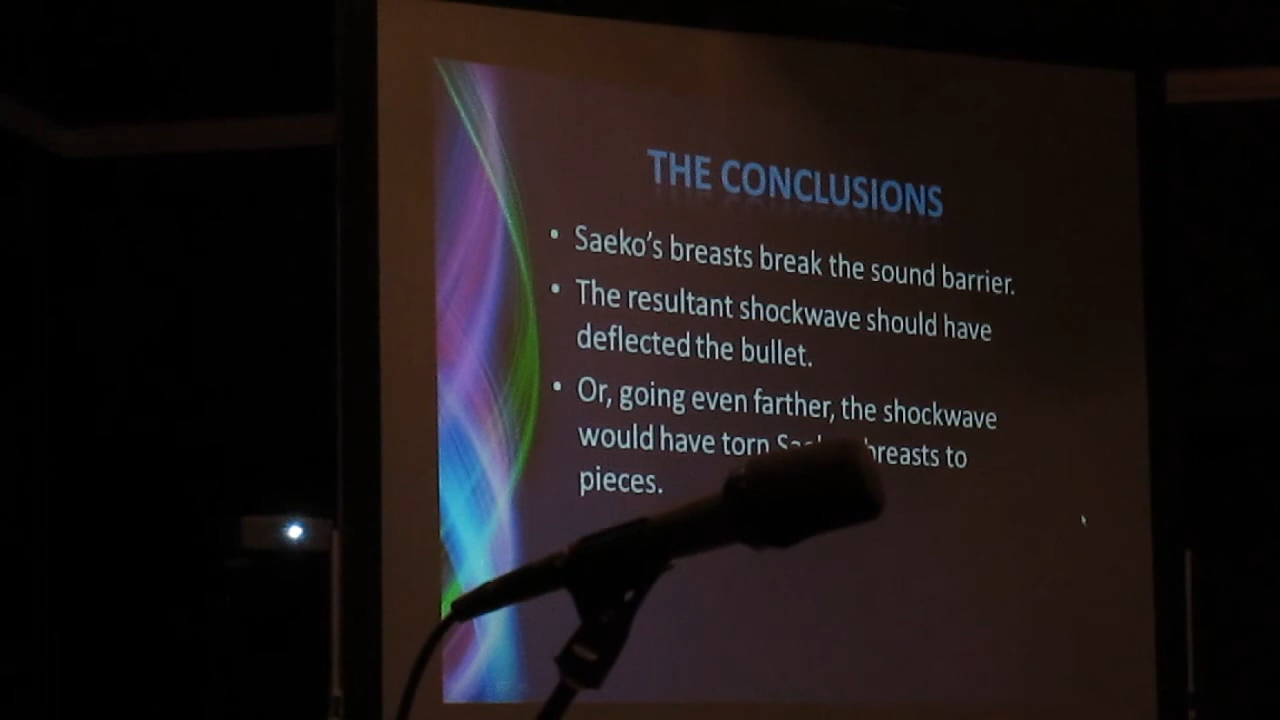 THE CONCLUSIONS
• Saeko's breasts break the sound barrier.
• The resultant shockwave should have
deflected the bullet.
• Or, going even farther, the shockwave
would have torn breasts to
pieces.